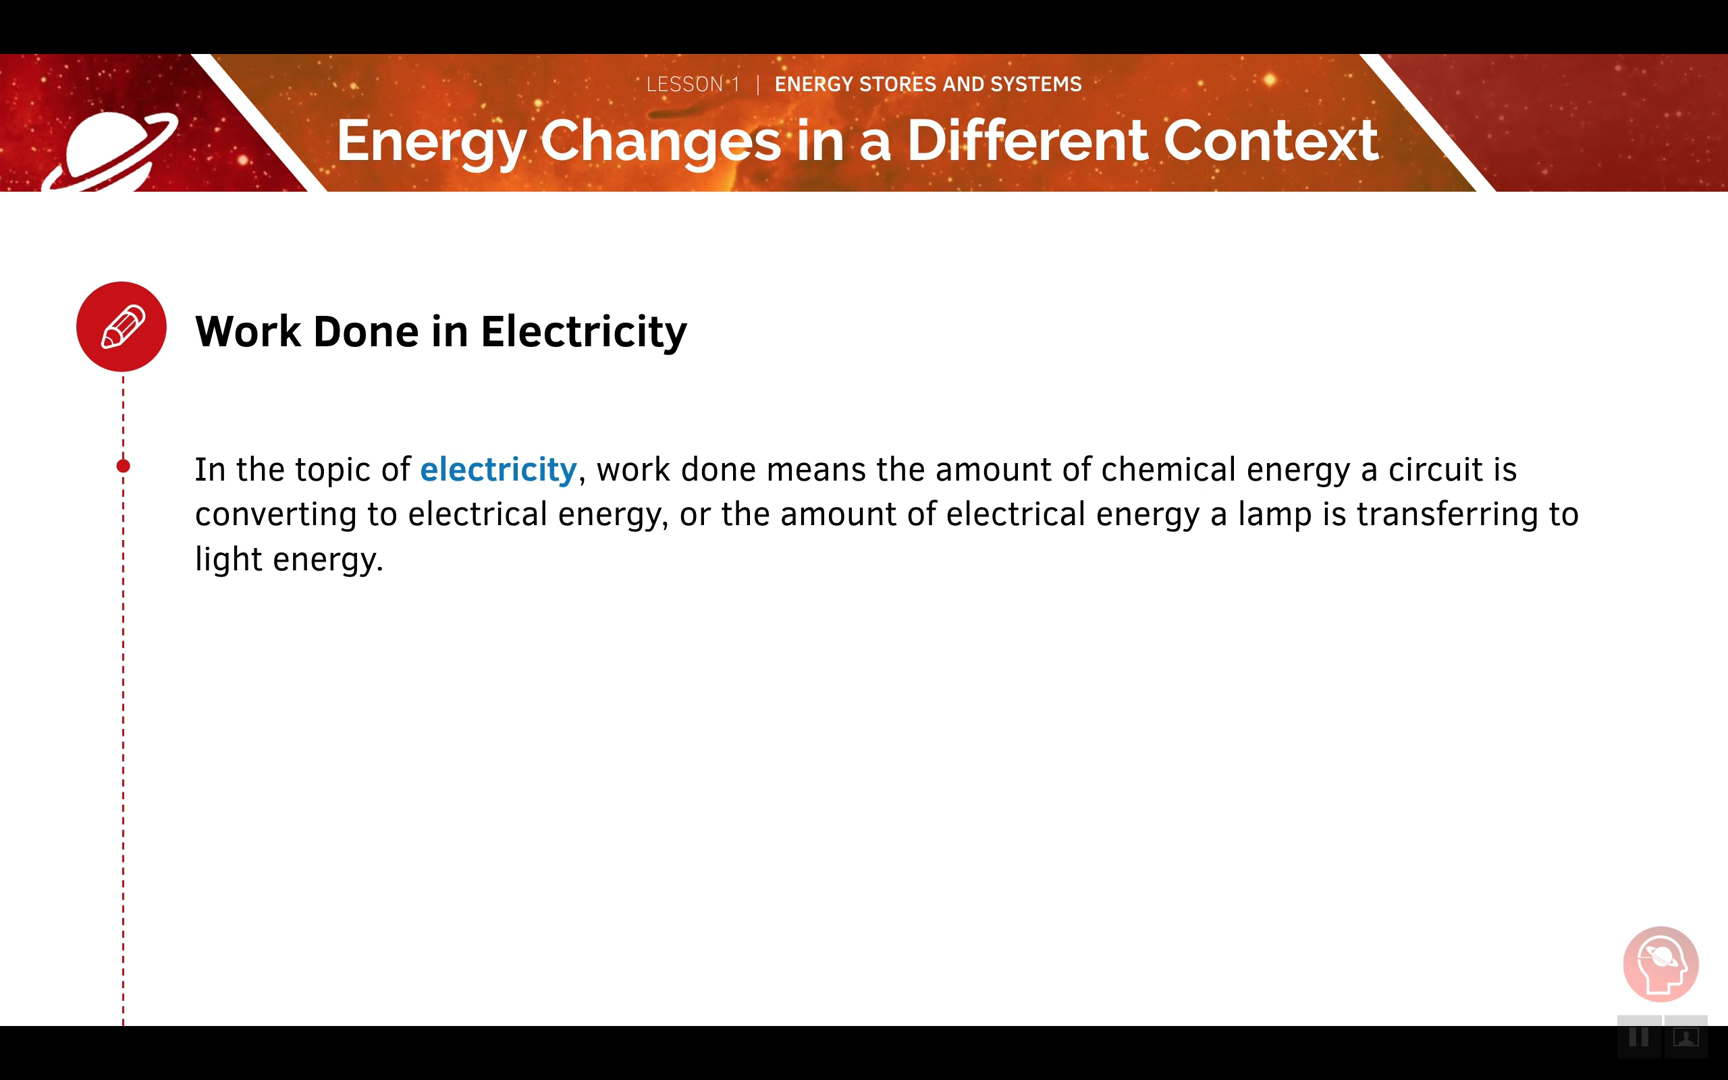 LESSON 1 | ENERGY STORES AND SYSTEMS
Energy Changes in a Different Context
Work Done in Electricity
In the topic of electricity, work done means the amount of chemical energy a circuit is
converting to electrical energy, or the amount of electrical energy a lamp is transferring to
light energy.